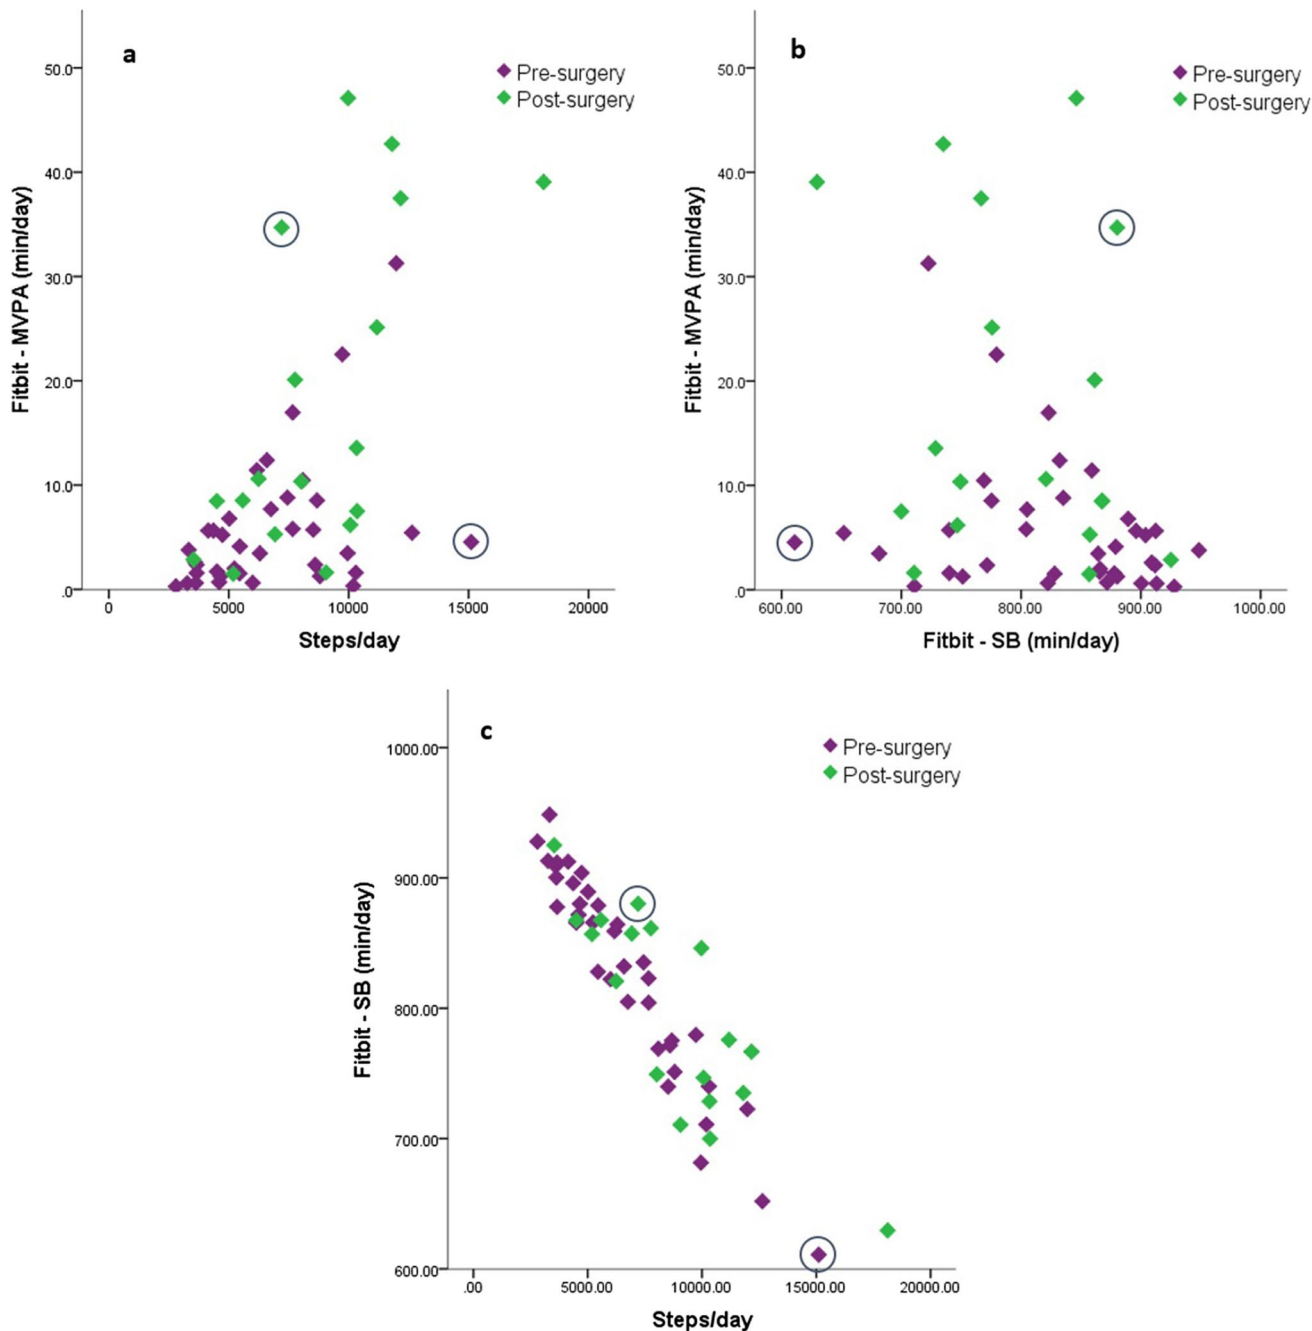 a
Pre-surgery
Post-surgery
50.0
40.0
30.0
20.0
10.0
.0
Fitbit - MVPA (min/day)
0 5000 10000 15000 20000
Steps/day
b
Pre-surgery
Post-surgery
50.0
40.0
30.0
20.0
10.0
.0
Fitbit - MVPA (min/day)
600.00 700.00 800.00 900.00 1000.00
Fitbit - SB (min/day)
c
Pre-surgery
Post-surgery
1000.00
900.00
800.00
700.00
600.00
Fitbit - SB (min/day)
.00 5000.00 10000.00 15000.00 20000.00
Steps/day